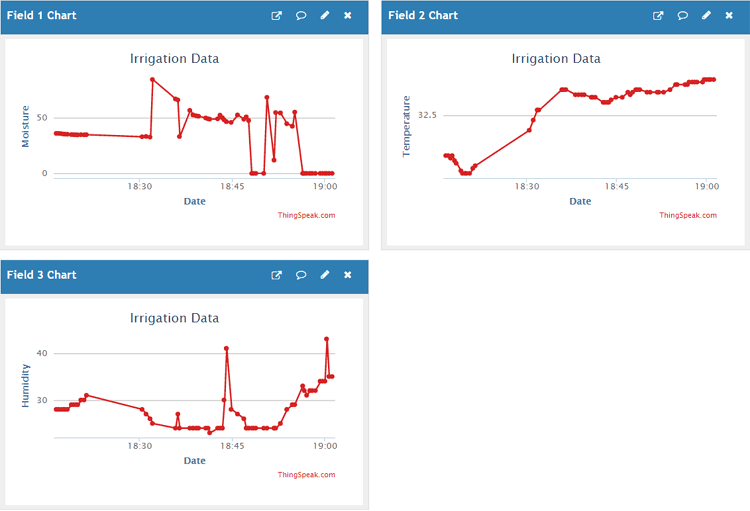 Field 1 Chart
Irrigation Data
Moisture
50
0
18:30 18:45 19:00
Date
ThingSpeak.com
Field 2 Chart
Irrigation Data
Temperature
32.5
18:30 18:45 19:00
Date
ThingSpeak.com
Field 3 Chart
Irrigation Data
Humidity
40
30
18:30 18:45 19:00
Date
ThingSpeak.com